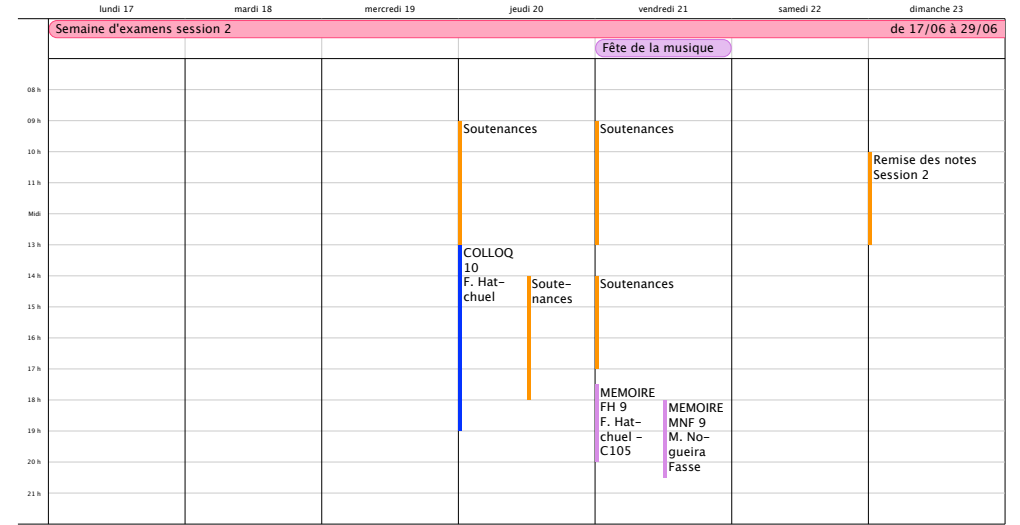 lundi 17
mardi 18
mercredi 19
jeudi 20
vendredi 21
samedi 22
dimanche 23
Semaine d'examens session 2
de 17/06 à 29/06
Fête de la musique
08 h
09 h
10 h
11 h
Midi
13 h
14 h
15 h
16 h
17 h
18 h
19 h
20 h
21 h
Soutenances
COLLOQ
10
F. Hat-
chuel
Soute-
nances
Soutenances
Soutenances
MEMOIRE
FH 9
F. Hat-
chuel -
C105
MEMOIRE
MNF 9
M. No-
gueira
Fasse
Remise des notes
Session 2